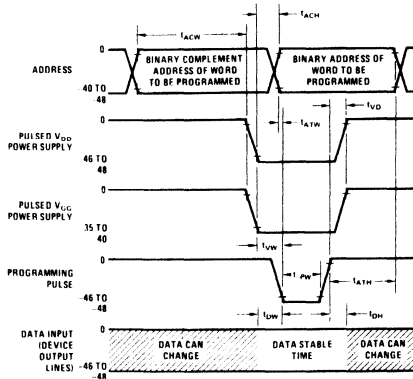 tACH
tACW
0
ADDRESS
BINARY COMPLEMENT
ADDRESS OF WORD
TO BE PROGRAMMED
BINARY ADDRESS OF
WORD TO BE
PROGRAMMED
-40 TO
-48
tVD
tATW
0
PULSED VDD
POWER SUPPLY
46 TO
48
0
PULSED VGG
POWER SUPPLY
35 TO
40
tVW
0
PROGRAMMING
PULSE
tPW
tATH
-46 TO
-48
tDW
tDH
0
DATA INPUT
(DEVICE
OUTPUT
LINES)
DATA CAN
CHANGE
DATA STABLE
TIME
DATA CAN
CHANGE
-46 TO
-48